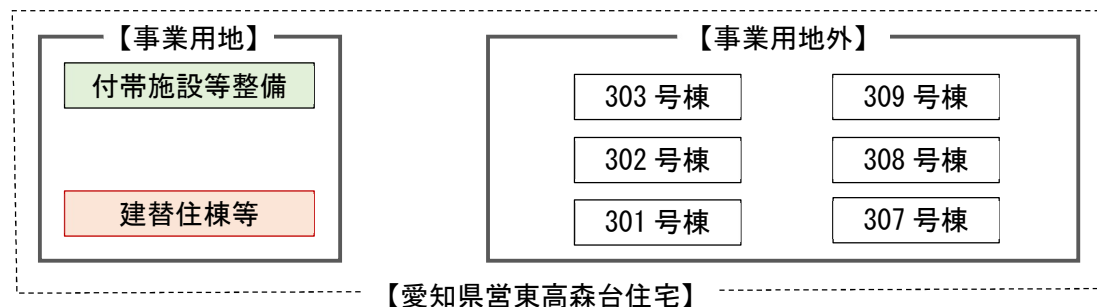 【事業用地】
付帯施設等整備
建替住棟等
【事業用地外】
303 号棟
309 号棟
302 号棟
308 号棟
301 号棟
307 号棟
【愛知県営東高森台住宅】